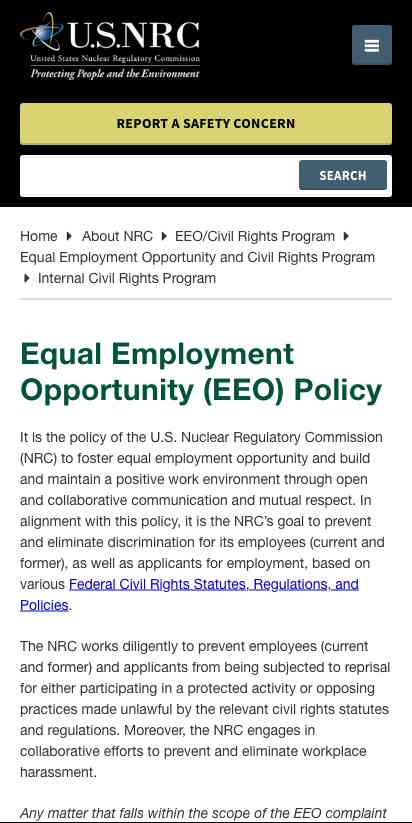 U.S.NRC
United States Nuclear Regulatory Commission
Protecting People and the Environment
REPORT A SAFETY CONCERN
SEARCH
Home About NRC EEO/Civil Rights Program
Equal Employment Opportunity and Civil Rights Program
Internal Civil Rights Program
Equal Employment
Opportunity (EEO) Policy
It Is the policy of the U.S. Nuclear Regulatory Commission
(NRC) to foster equal employment opportunity and build
and maintain a positive work environment through open
and collaborative communication and mutual respect. In
alignment with this policy, it is the NRC's goal to prevent
and eliminate discrimination for its employees (current and
former), as well as applicants for employment, based on
various Federal Civil Rights Statutes, Regulations, and
Policies.
The NRC works diligently to prevent employees (current
and former) and applicants from being subjected to reprisal
for either participating in a protected activity or opposing
practices made unlawful by the relevant civil rights statutes
and regulations. Moreover, the NRC engages in
collaborative efforts to prevent and eliminate workplace
harassment.
Any matter that falls within the scope of the EEO complaint